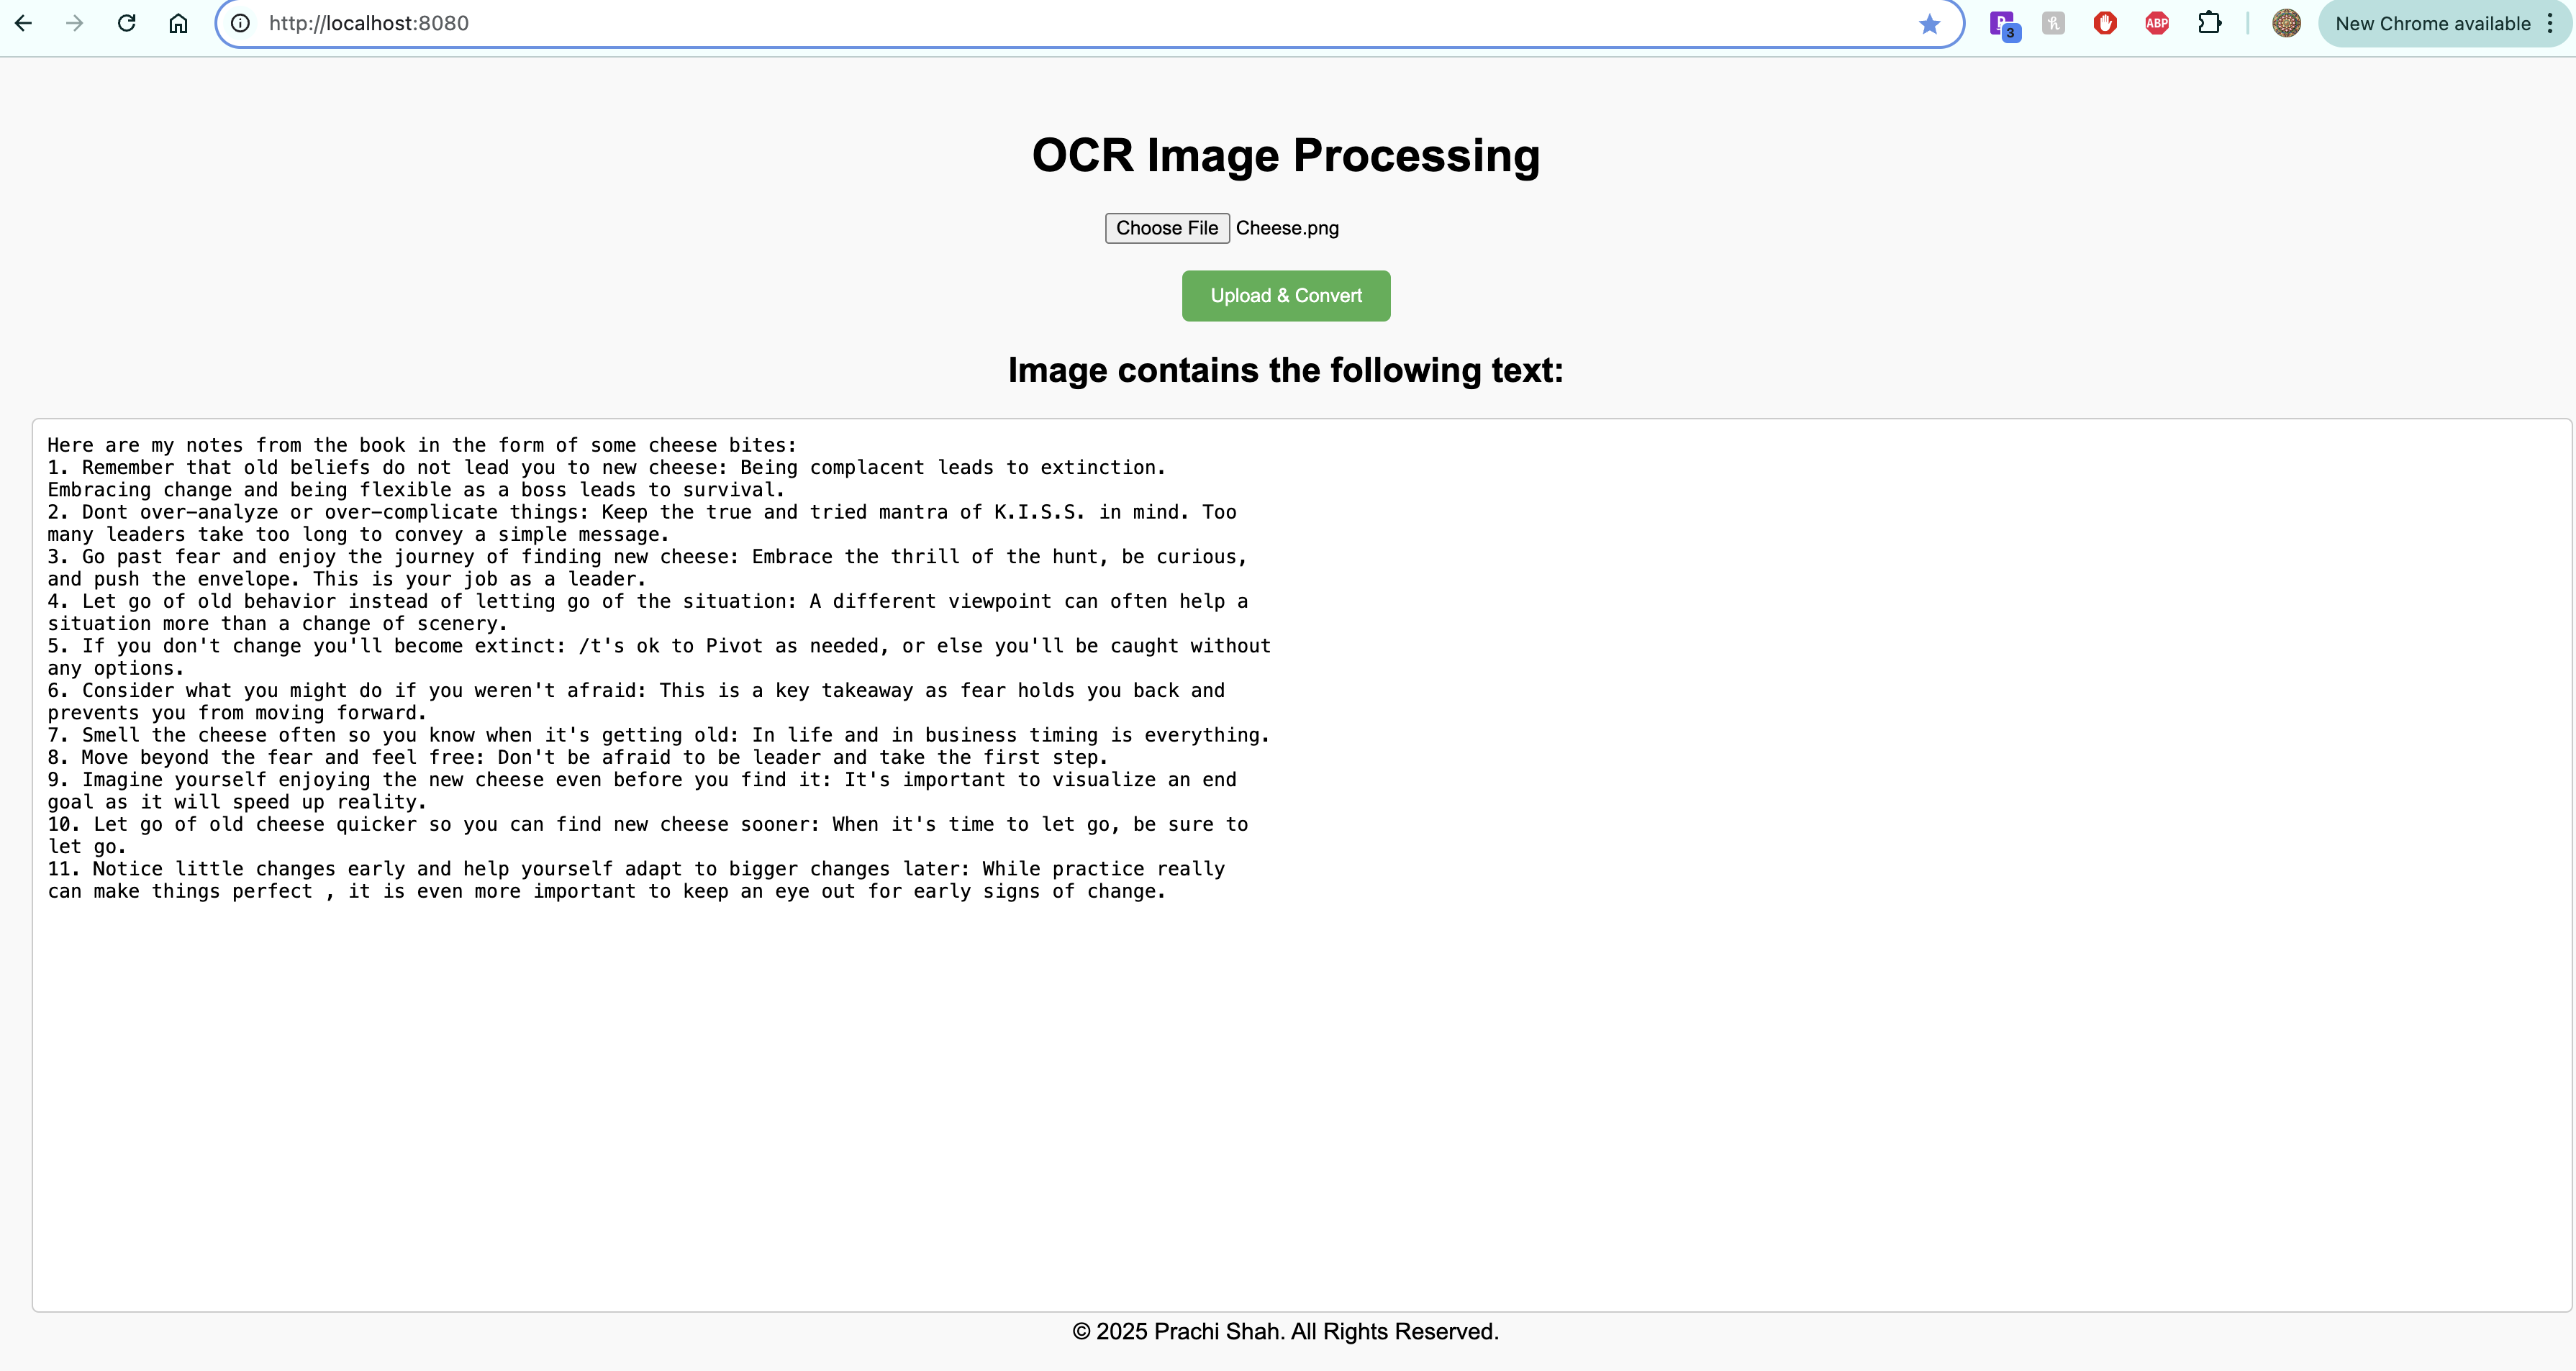 http://localhost:8080
3
ABP
New Chrome available
OCR Image Processing
Choose File Cheese.png
Upload & Convert
Image contains the following text:
Here are my notes from the book in the form of some cheese bites:
1. Remember that old beliefs do not lead you to new cheese: Being complacent leads to extinction.
Embracing change and being flexible as a boss leads to survival.
2. Dont over-analyze or over-complicate things: Keep the true and tried mantra of K.I.S.S. in mind. Too
many leaders take too long to convey a simple message.
3. Go past fear and enjoy the journey of finding new cheese: Embrace the thrill of the hunt, be curious,
and push the envelope. This is your job as a leader.
4. Let go of old behavior instead of letting go of the situation: A different viewpoint can often help a
situation more than a change of scenery.
5. If you don't change you'll become extinct: /t's ok to Pivot as needed, or else you'll be caught without
any options.
6. Consider what you might do if you weren't afraid: This is a key takeaway as fear holds you back and
prevents you from moving forward.
7. Smell the cheese often so you know when it's getting old: In life and in business timing is everything.
8. Move beyond the fear and feel free: Don't be afraid to be leader and take the first step.
9. Imagine yourself enjoying the new cheese even before you find it: It's important to visualize an end
goal as it will speed up reality.
10. Let go of old cheese quicker so you can find new cheese sooner: When it's time to let go, be sure to
let go.
11. Notice little changes early and help yourself adapt to bigger changes later: While practice really
can make things perfect , it is even more important to keep an eye out for early signs of change.
© 2025 Prachi Shah. All Rights Reserved.